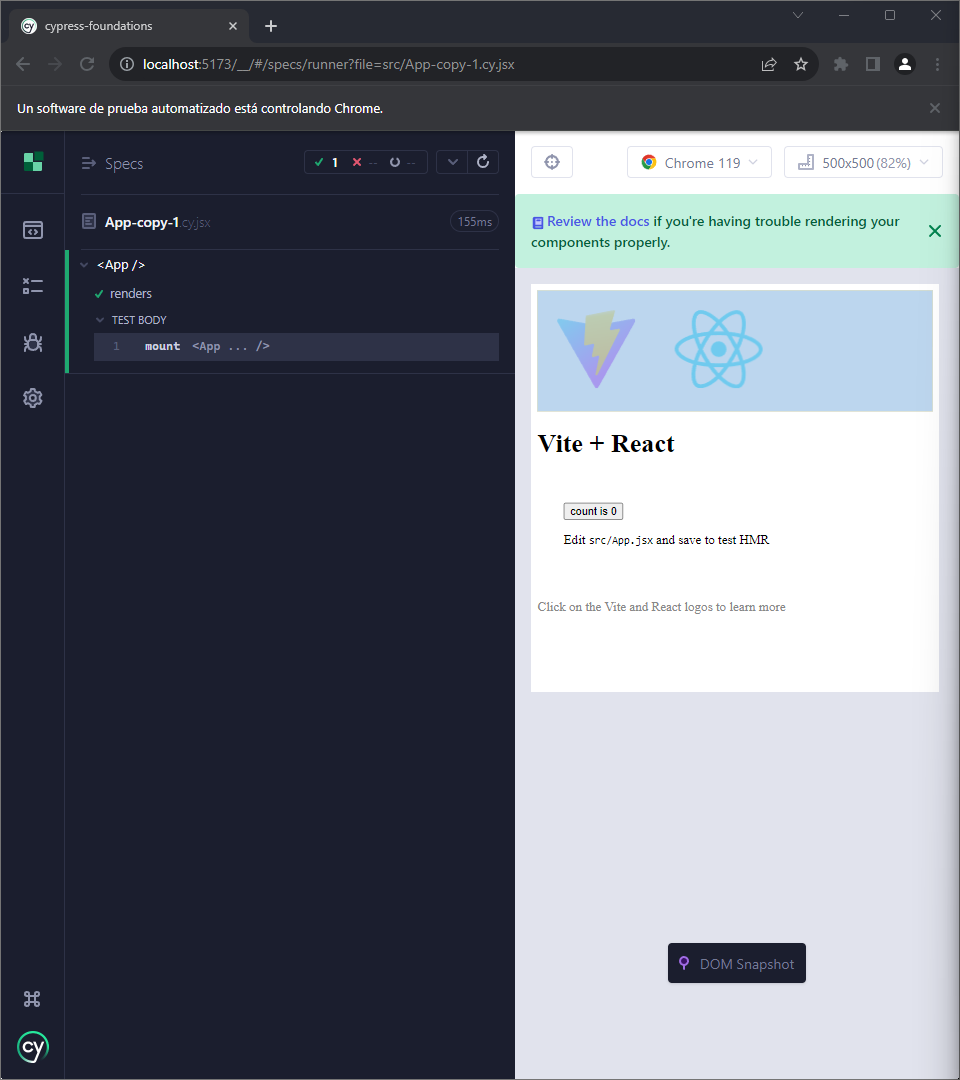 cy cypress-foundations
localhost:5173/__/#/specs/runner?file=src/App-copy-1.cy.jsx
Un software de prueba automatizado está controlando Chrome.
Specs
1 -- --
Chrome 119
500x500 (82%)
App-copy-1.cy.jsx
155ms
Review the docs if you're having trouble rendering your
components properly.
<App />
renders
TEST BODY
1 mount <App ... />
Vite + React
count is 0
Edit src/App.jsx and save to test HMR
Click on the Vite and React logos to learn more
DOM Snapshot
cy